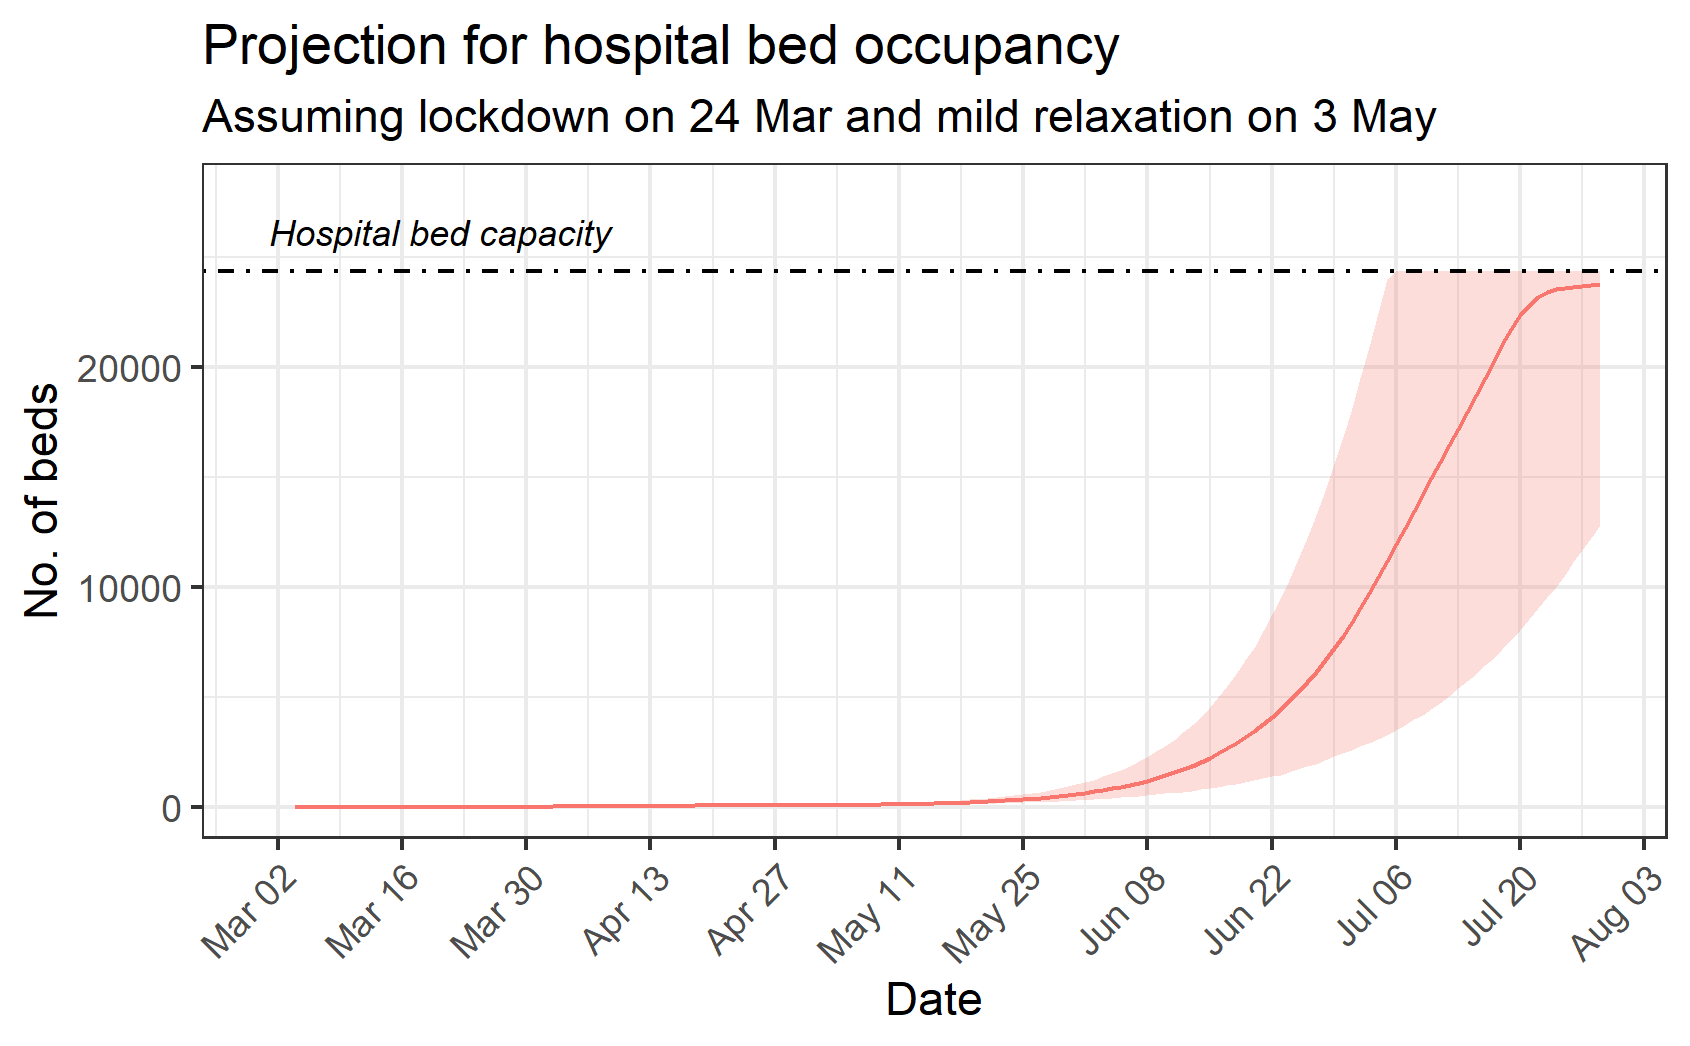 Projection for hospital bed occupancy
Assuming lockdown on 24 Mar and mild relaxation on 3 May
Hospital bed capacity
No. of beds
20000
10000
0
Mar 02
Mar 16
Mar 30
Apr 13
Apr 27
May 11
May 25
Jun 08
Jun 22
Jul 06
Jul 20
Aug 03
Date